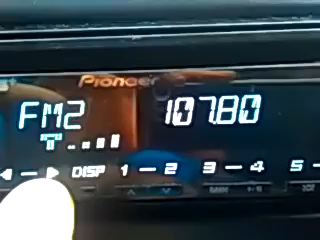 Pioneer
FM2 107.80
DISP 1 — 2 3 — 4 5 —